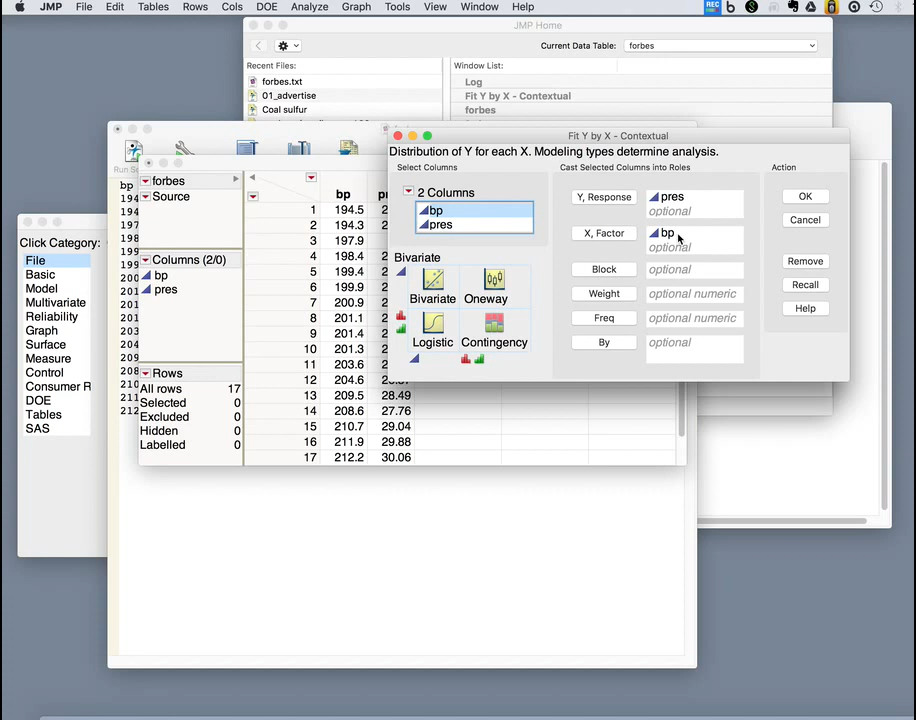 JMP File Edit Tables Rows Cols DOE Analyze Graph Tools View Window Help REC
JMP Home
Current Data Table: forbes
Recent Files: Window List:
forbes.txt Log
01_advertise Fit Y by X - Contextual
Coal sulfur forbes
Click Category:
File
Basic
Model
Multivariate
Reliability
Graph
Surface
Measure
Control
Consumer R
DOE
Tables
SAS
bp
forbes
Source
Columns (2/0)
bp
pres
Rows
All rows 17
Selected 0
Excluded 0
Hidden 0
Labelled 0
bp
1 194.5
2 194.3
3 197.9
4 198.4
5 199.4
6 199.9
7 200.9
8 201.1
9 201.4
10 201.3
11 203.6
12 204.6
13 209.5 28.49
14 208.6 27.76
15 210.7 29.04
16 211.9 29.88
17 212.2 30.06
Fit Y by X - Contextual
Distribution of Y for each X. Modeling types determine analysis.
Select Columns
2 Columns
bp
pres
Bivariate
Bivariate Oneway
Logistic Contingency
Cast Selected Columns into Roles
Y, Response pres
optional
X, Factor bp
optional
Block optional
Weight optional numeric
Freq optional numeric
By optional
Action
OK
Cancel
Remove
Recall
Help